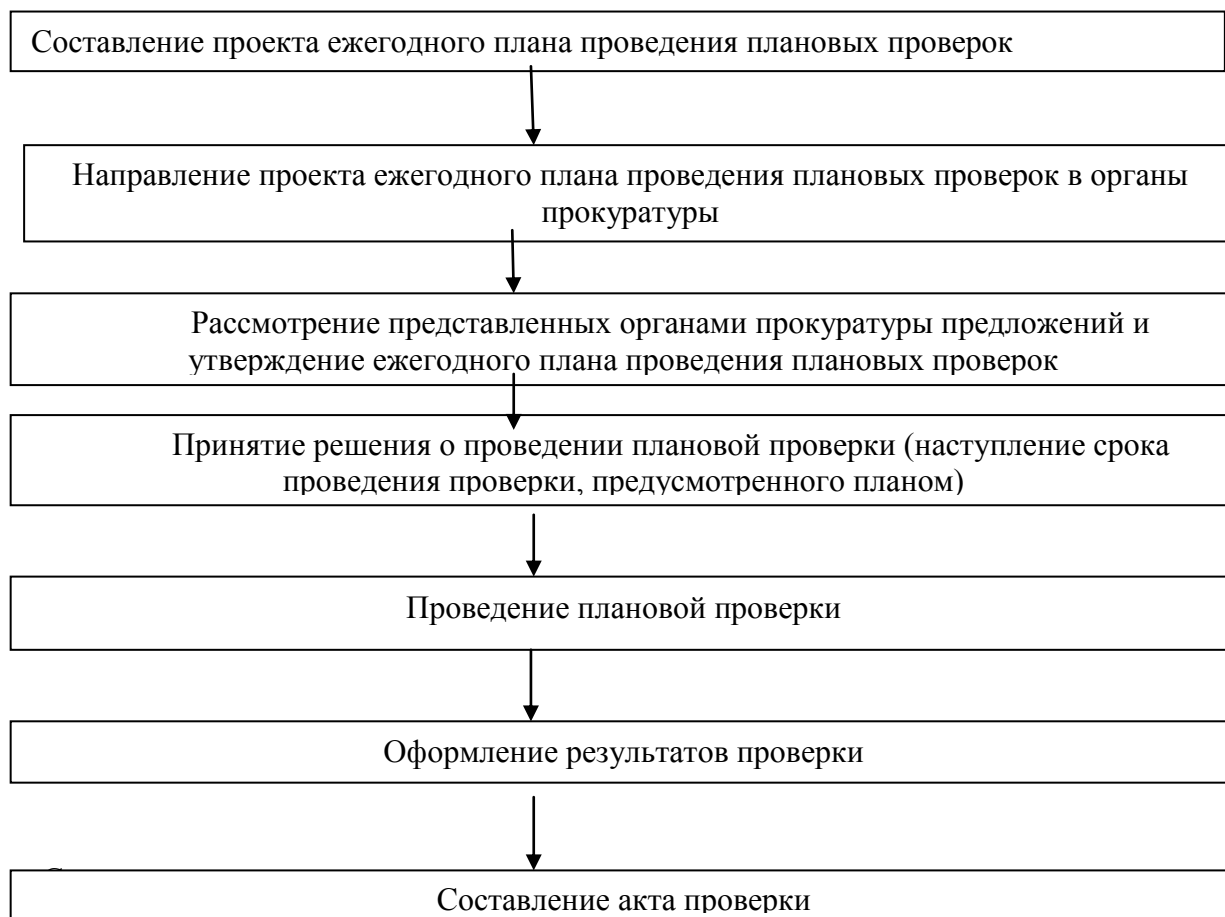 Составление проекта ежегодного плана проведения плановых проверок
Направление проекта ежегодного плана проведения плановых проверок в органы
прокуратуры
Рассмотрение представленных органами прокуратуры предложений и
утверждение ежегодного плана проведения плановых проверок
Принятие решения о проведении плановой проверки (наступление срока
проведения проверки, предусмотренного планом)
Проведение плановой проверки
Оформление результатов проверки
Составление акта проверки